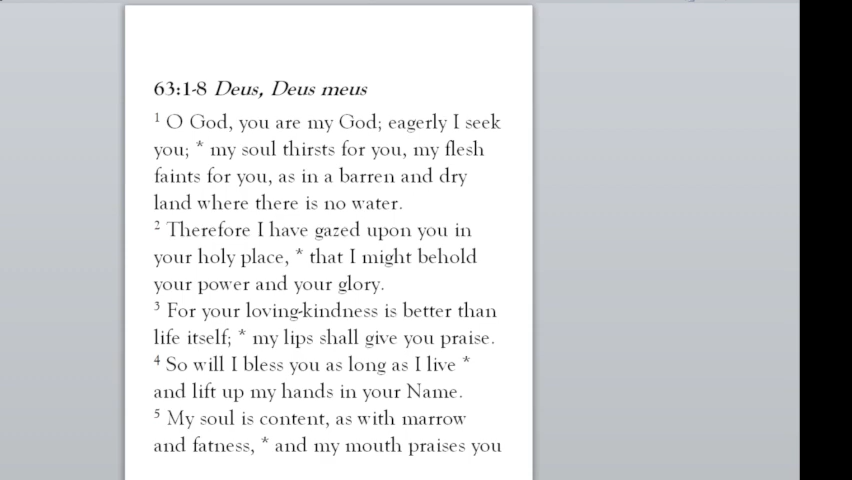 63:1-8 Deus, Deus meus
1 O God, you are my God; eagerly I seek
you; * my soul thirsts for you, my flesh
faints for you, as in a barren and dry
land where there is no water.
2 Therefore I have gazed upon you in
your holy place, * that I might behold
your power and your glory.
3 For your loving-kindness is better than
life itself; * my lips shall give you praise.
4 So will I bless you as long as I live *
and lift up my hands in your Name.
5 My soul is content, as with marrow
and fatness, * and my mouth praises you